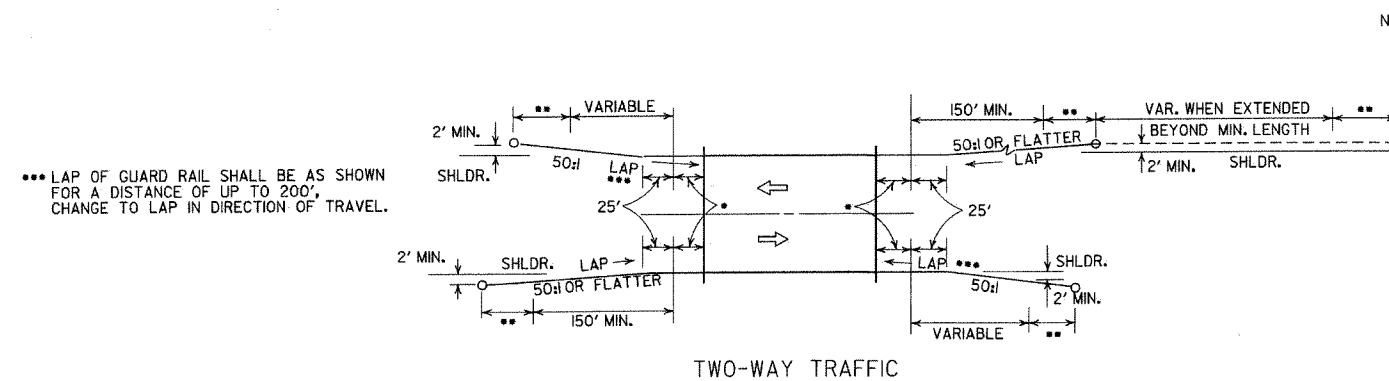 N
** VARIABLE
150' MIN. ** VAR. WHEN EXTENDED **
2' MIN.
50:1 OR FLATTER
BEYOND MIN. LENGTH
50:1
LAP
***
LAP
2' MIN.
SHLDR.
SHLDR.
*** LAP OF GUARD RAIL SHALL BE AS SHOWN
FOR A DISTANCE OF UP TO 200',
CHANGE TO LAP IN DIRECTION OF TRAVEL.
25' * * 25'
2' MIN.
SHLDR.
LAP
LAP ***
SHLDR.
50:1 OR FLATTER
50:1
2' MIN.
** 150' MIN.
VARIABLE **
TWO-WAY TRAFFIC